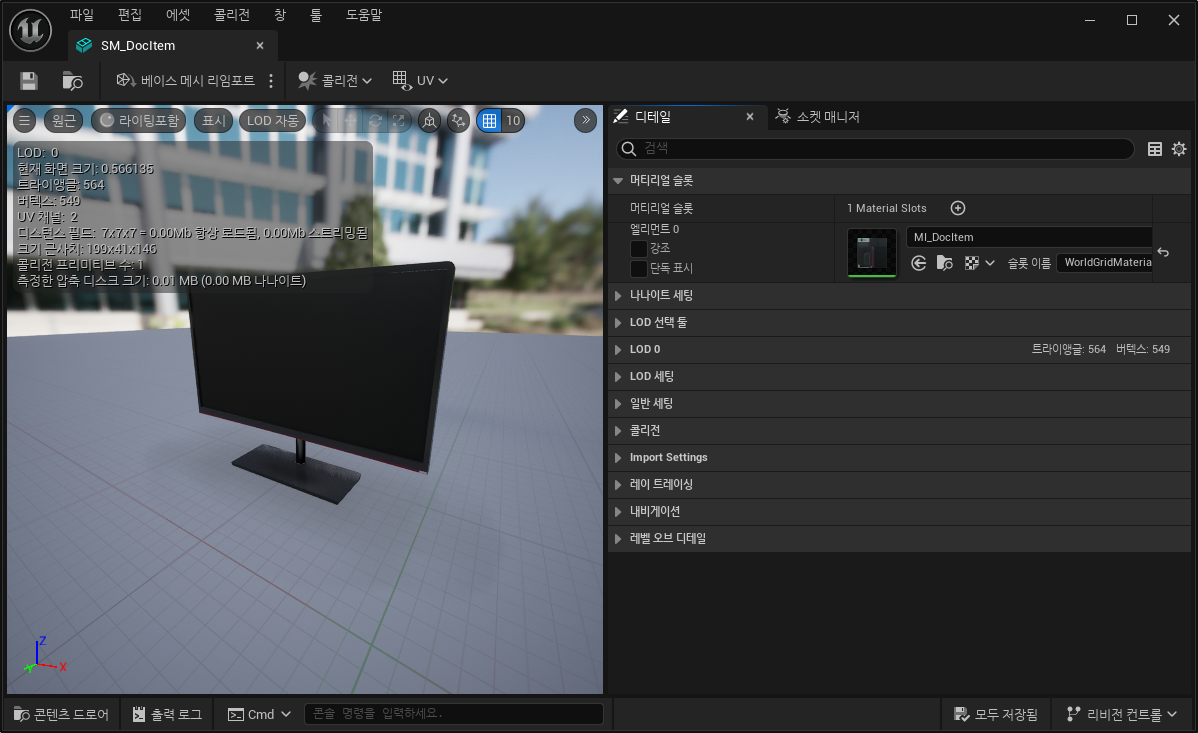 파일 편집 에셋 콜리전 창 툴 도움말
SM_DocItem
베이스 메시 리임포트 콜리전 UV
원근 라이팅포함 표시 LOD 자동 10
LOD: 0
현재 화면 크기: 0.566135
트라이앵글: 564
버텍스: 549
UV 채널: 2
디스턴스 필드: 7x7x7 = 0.00Mb 항상 로드됨, 0.00Mb 스트리밍됨
크기 근사치: 199x41x146
콜리전 프리미티브 수: 1
측정한 압축 디스크 크기: 0.01 MB (0.00 MB 나나이트)
Z
X
디테일 소켓 매니저
검색
머티리얼 슬롯
머티리얼 슬롯 1 Material Slots
엘리먼트 0
강조
단독 표시
MI_DocItem
슬롯 이름 WorldGridMateria
나나이트 세팅
LOD 선택 툴
LOD 0 트라이앵글: 564 버텍스: 549
LOD 세팅
일반 세팅
콜리전
Import Settings
레이 트레이싱
내비게이션
레벨 오브 디테일
콘텐츠 드로어 출력 로그 Cmd 콘솔 명령을 입력하세요. 모두 저장됨 리비전 컨트롤